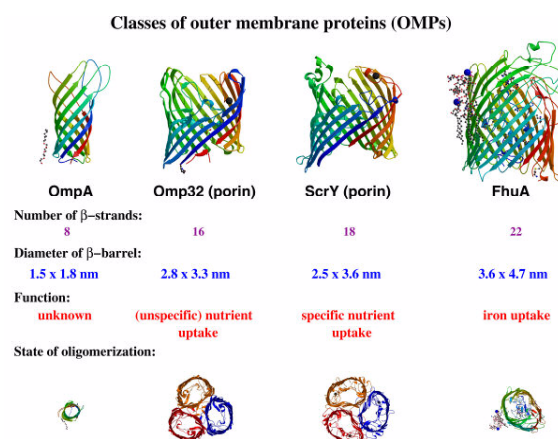 Classes of outer membrane proteins (OMPs)
OmpA Omp32 (porin) ScrY (porin) FhuA
Number of β−strands:
8 16 18 22
Diameter of β−barrel:
1.5 x 1.8 nm 2.8 x 3.3 nm 2.5 x 3.6 nm 3.6 x 4.7 nm
Function:
unknown (unspecific) nutrient specific nutrient iron uptake
uptake uptake
State of oligomerization: